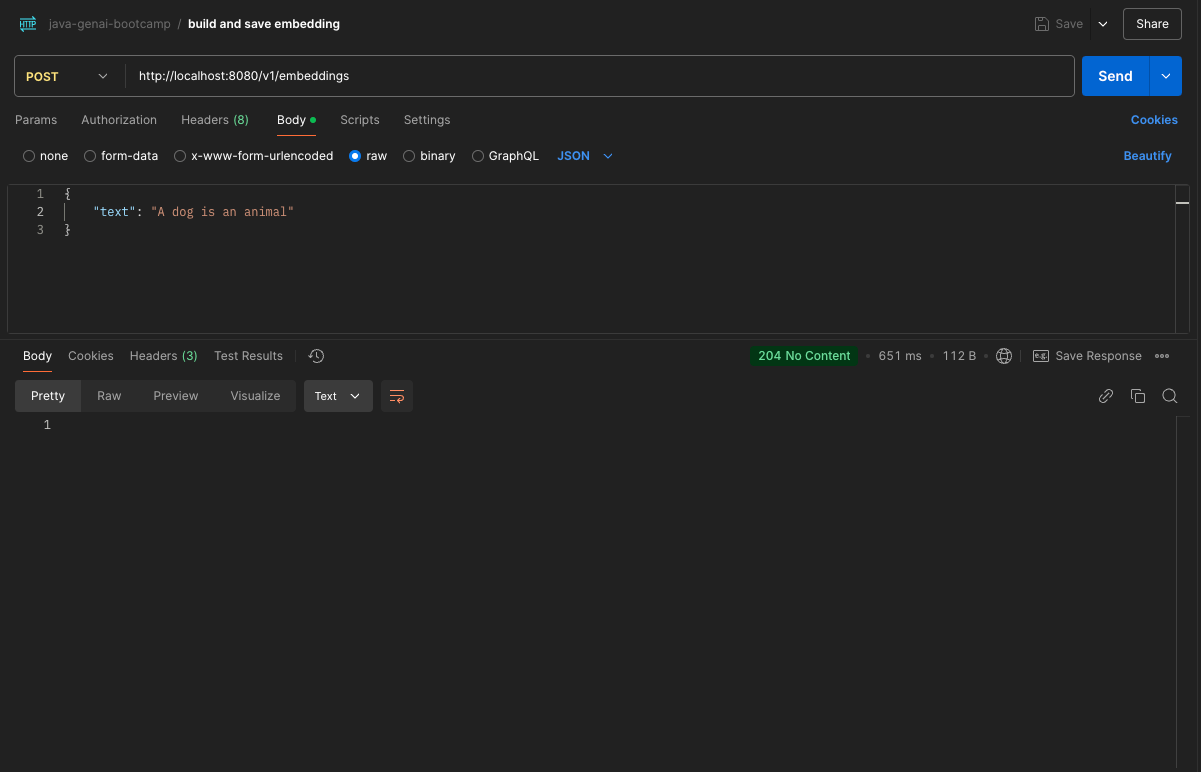 HTTP java-genai-bootcamp / build and save embedding Save Share
POST http://localhost:8080/v1/embeddings Send
Params Authorization Headers (8) Body Scripts Settings Cookies
none form-data x-www-form-urlencoded raw binary GraphQL JSON Beautify
1 {
2 "text": "A dog is an animal"
3 }
Body Cookies Headers (3) Test Results 204 No Content • 651 ms • 112 B • e.g. Save Response
Pretty Raw Preview Visualize Text
1